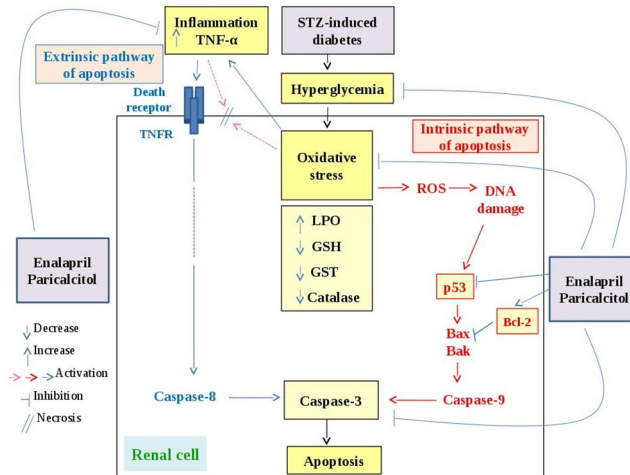 Inflammation
TNF-α
STZ-induced
diabetes
Extrinsic pathway
of apoptosis
Hyperglycemia
Death
receptor
TNFR
Intrinsic pathway
of apoptosis
Oxidative
stress
ROS
DNA
damage
LPO
GSH
GST
Catalase
Enalapril
Paricalcitol
Enalapril
Paricalcitol
p53
Bcl-2
Bax
Bak
Decrease
Increase
Activation
Inhibition
Necrosis
Caspase-8
Caspase-3
Caspase-9
Renal cell
Apoptosis